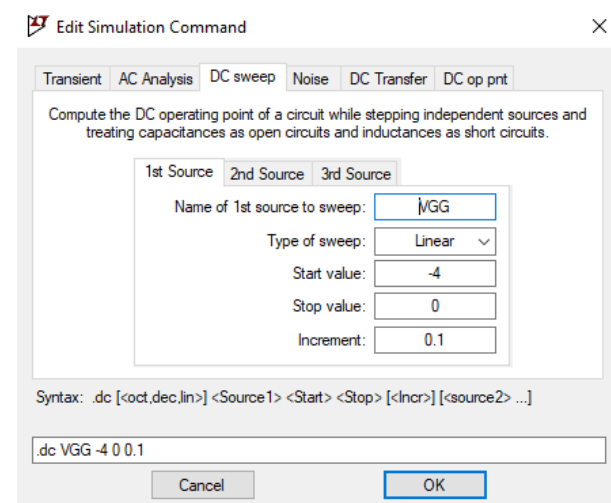 Edit Simulation Command
Transient AC Analysis DC sweep Noise DC Transfer DC op pnt
Compute the DC operating point of a circuit while stepping independent sources and
treating capacitances as open circuits and inductances as short circuits.
1st Source 2nd Source 3rd Source
Name of 1st source to sweep: VGG
Type of sweep: Linear
Start value: -4
Stop value: 0
Increment: 0.1
Syntax: .dc [<oct,dec,lin>] <Source1> <Start> <Stop> [<Incr>] [<source2> ...]
.dc VGG -4 0 0.1
Cancel OK